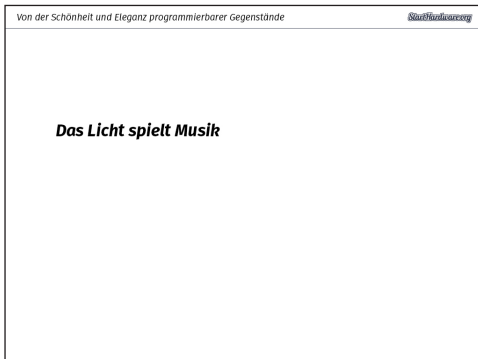 Von der Schönheit und Eleganz programmierbarer Gegenstände
StartHardware.org
Das Licht spielt Musik